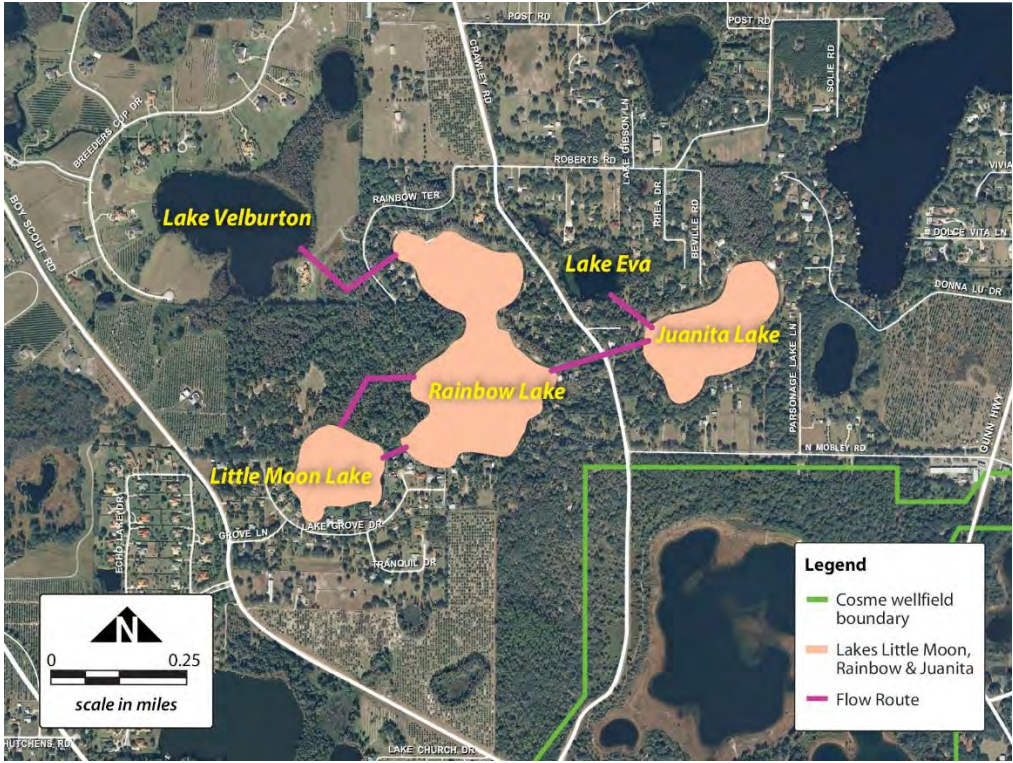 POST RD
POST RD
CRAWLEY RD
SOLIE RD
BREEDERS CUP DR
LAKE GIBSON LN
ROBERTS RD
VIVIA
RAINBOW TER
RHEA DR
BEVILLE RD
BOY SCOUT RD
Lake Velburton
DOLCE VITA LN
Lake Eva
DONNA LU DR
Juanita Lake
PARSONAGE LAKE LN
Rainbow Lake
GUNN HWY
N MOBLEY RD
Little Moon Lake
ECHO LAKE DR
LAKE GROVE DR
GROVE LN
TRANQUIL DR
Legend
Cosme wellfield
boundary
Lakes Little Moon,
Rainbow & Juanita
Flow Route
N
0 0.25
scale in miles
HUTCHENS RD
LAKE CHURCH DR